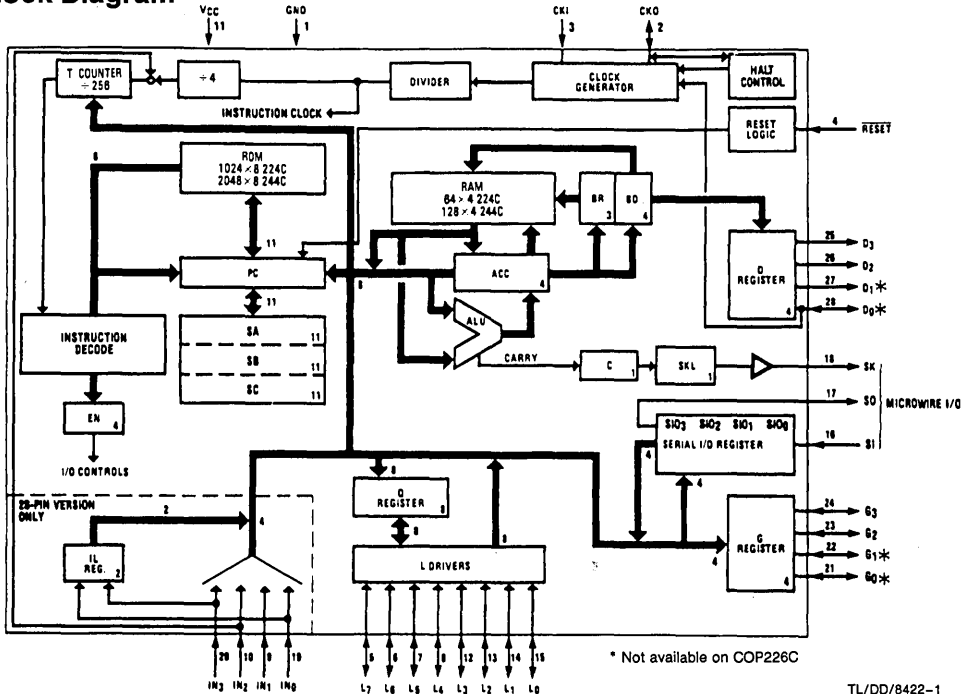 ock Diagram
VCC
11
GND
1
CKI
3
CKO
2
T COUNTER
÷256
÷4
DIVIDER
CLOCK
GENERATOR
HALT
CONTROL
INSTRUCTION CLOCK
RESET
LOGIC
4
RESET
8
ROM
1024×8 224C
2048×8 244C
RAM
64×4 224C
128×4 244C
BR
3
BD
4
11
PC
8
ACC
4
D
REGISTER
4
25 D3
26 D2
27 D1*
28 D0*
11
INSTRUCTION
DECODE
SA
11
SB
11
SC
11
ALU
CARRY
C
1
SKL
1
18 SK
17 SO
MICROWIRE I/O
16 SI
EN
4
I/O CONTROLS
SIO3 SIO2 SIO1 SIO0
SERIAL I/O REGISTER
4
4
28-PIN VERSION
ONLY
2
4
IL
REG.
2
8
Q
REGISTER
8
8
8
L DRIVERS
4
G
REGISTER
4
24 G3
23 G2
22 G1*
21 G0*
20 10 9 19
IN3 IN2 IN1 IN0
5 6 7 8 12 13 14 15
L7 L6 L5 L4 L3 L2 L1 L0
* Not available on COP226C
TL/DD/8422–1